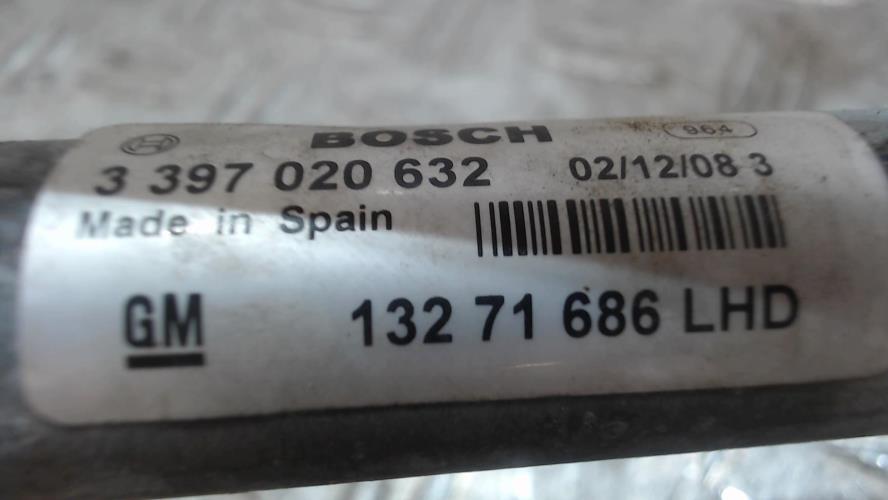 BOSCH 964
3 397 020 632 02/12/08 3
Made in Spain
GM 132 71 686 LHD